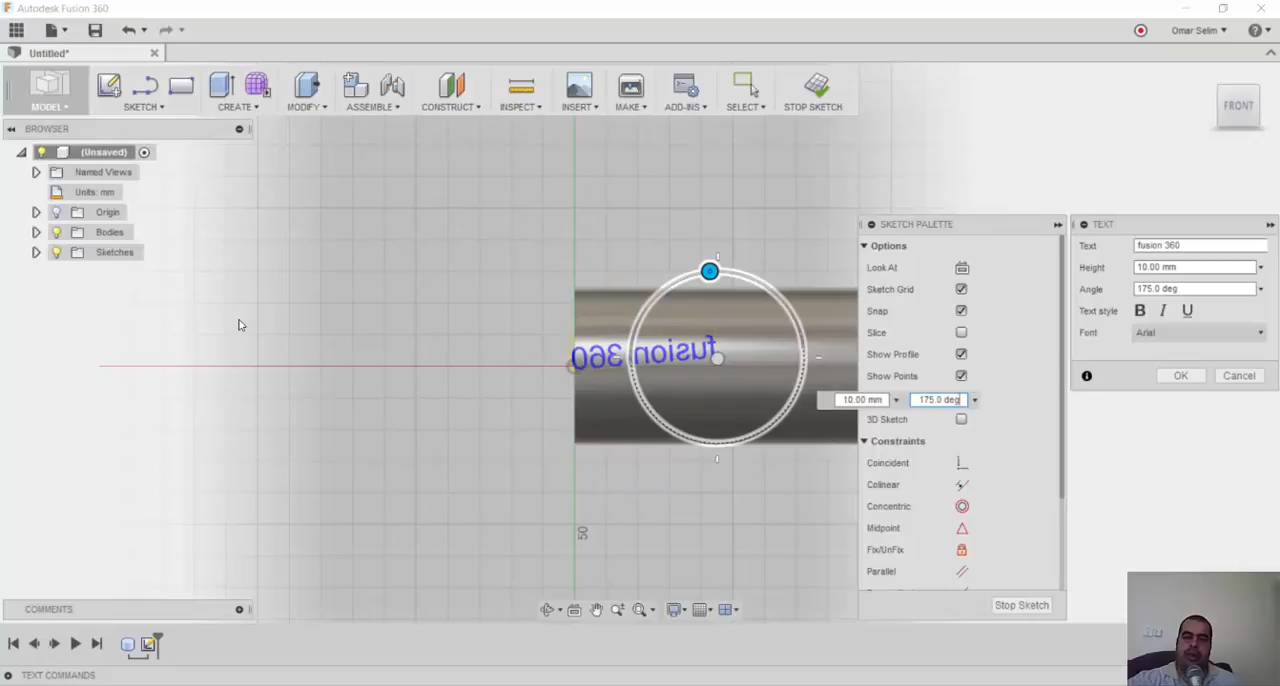 Autodesk Fusion 360
Omar Selim
Untitled*
MODEL
SKETCH
CREATE
MODIFY
ASSEMBLE
CONSTRUCT
INSPECT
INSERT
MAKE
ADD-INS
SELECT
STOP SKETCH
FRONT
BROWSER
(Unsaved)
Named Views
Units: mm
Origin
Bodies
Sketches
fusion 360
50
SKETCH PALETTE
Options
Look At
Sketch Grid
Snap
Slice
Show Profile
Show Points
10.00 mm 175.0 deg
3D Sketch
Constraints
Coincident
Colinear
Concentric
Midpoint
Fix/UnFix
Parallel
Stop Sketch
TEXT
Text fusion 360
Height 10.00 mm
Angle 175.0 deg
Text style B I U
Font Arial
OK Cancel
COMMENTS
TEXT COMMANDS